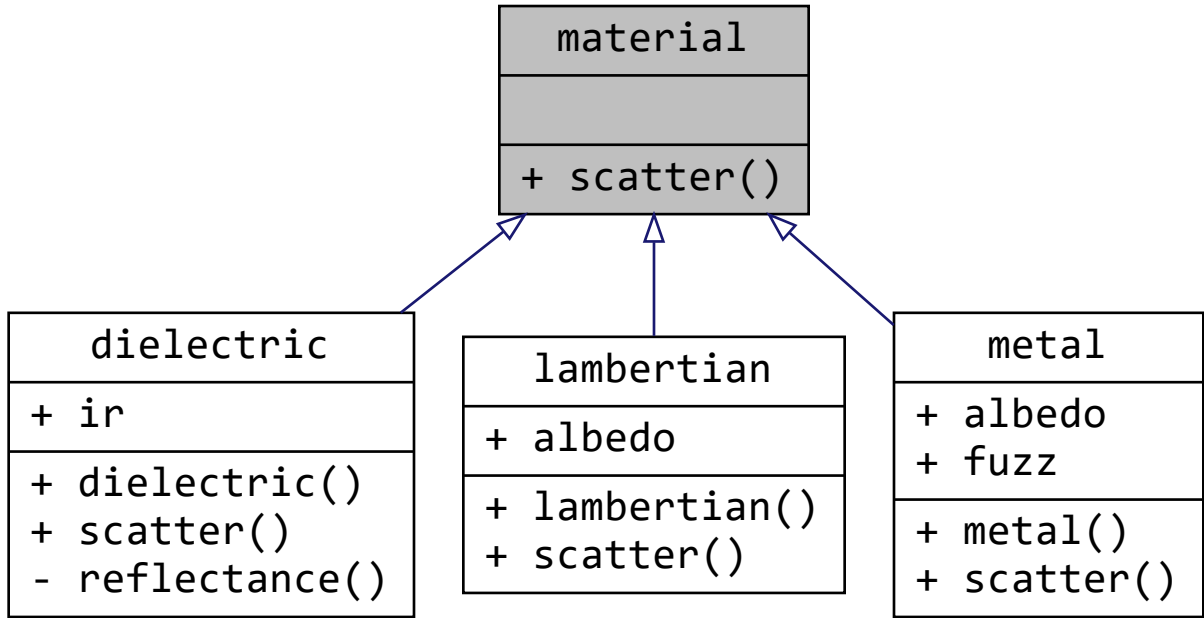 material
+ scatter()
dielectric
+ ir
+ dielectric()
+ scatter()
- reflectance()
lambertian
+ albedo
+ lambertian()
+ scatter()
metal
+ albedo
+ fuzz
+ metal()
+ scatter()